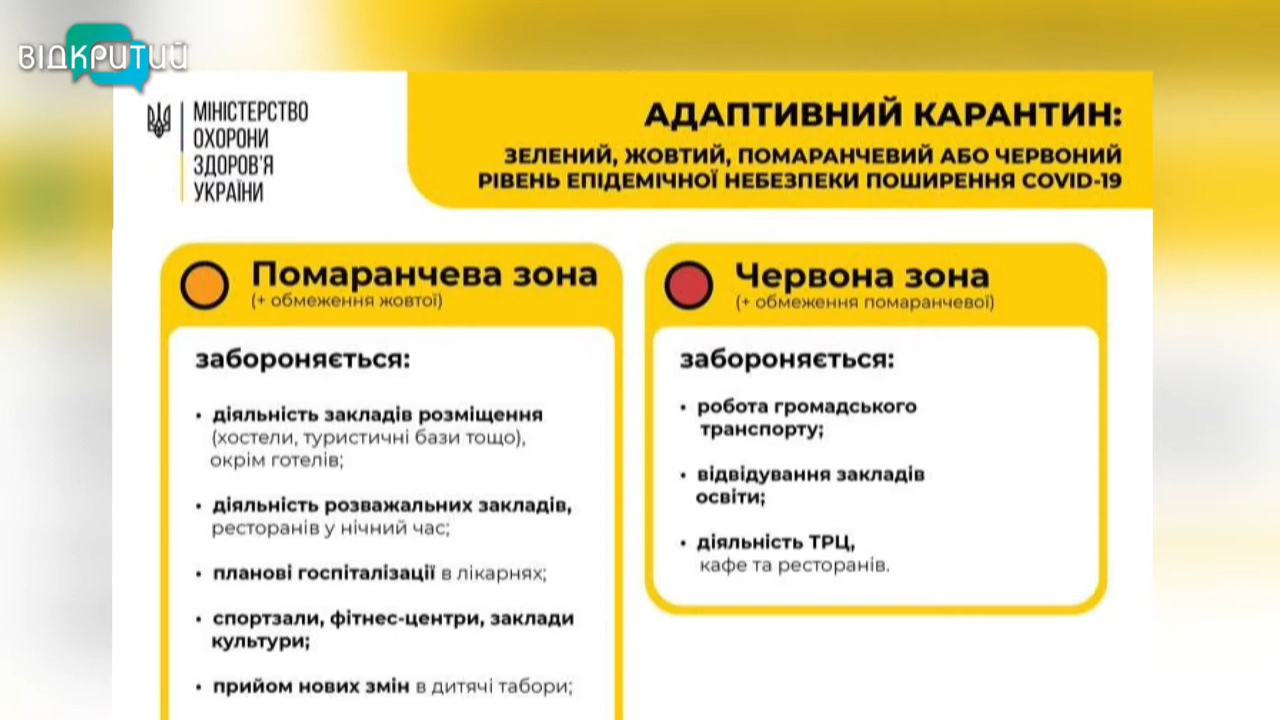 ВІДКРИТИЙ
МІНІСТЕРСТВО
ОХОРОНИ
ЗДОРОВ'Я
УКРАЇНИ
АДАПТИВНИЙ КАРАНТИН:
ЗЕЛЕНИЙ, ЖОВТИЙ, ПОМАРАНЧЕВИЙ АБО ЧЕРВОНИЙ
РІВЕНЬ ЕПІДЕМІЧНОЇ НЕБЕЗПЕКИ ПОШИРЕННЯ COVID-19
Помаранчева зона
(+ обмеження жовтої)
забороняється:
• діяльність закладів розміщення
(хостели, туристичні бази тощо),
окрім готелів;
• діяльність розважальних закладів,
ресторанів у нічний час;
• планові госпіталізації в лікарнях;
• спортзали, фітнес-центри, заклади
культури;
• прийом нових змін в дитячі табори;
Червона зона
(+ обмеження помаранчевої)
забороняється:
• робота громадського
транспорту;
• відвідування закладів
освіти;
• діяльність ТРЦ,
кафе та ресторанів.